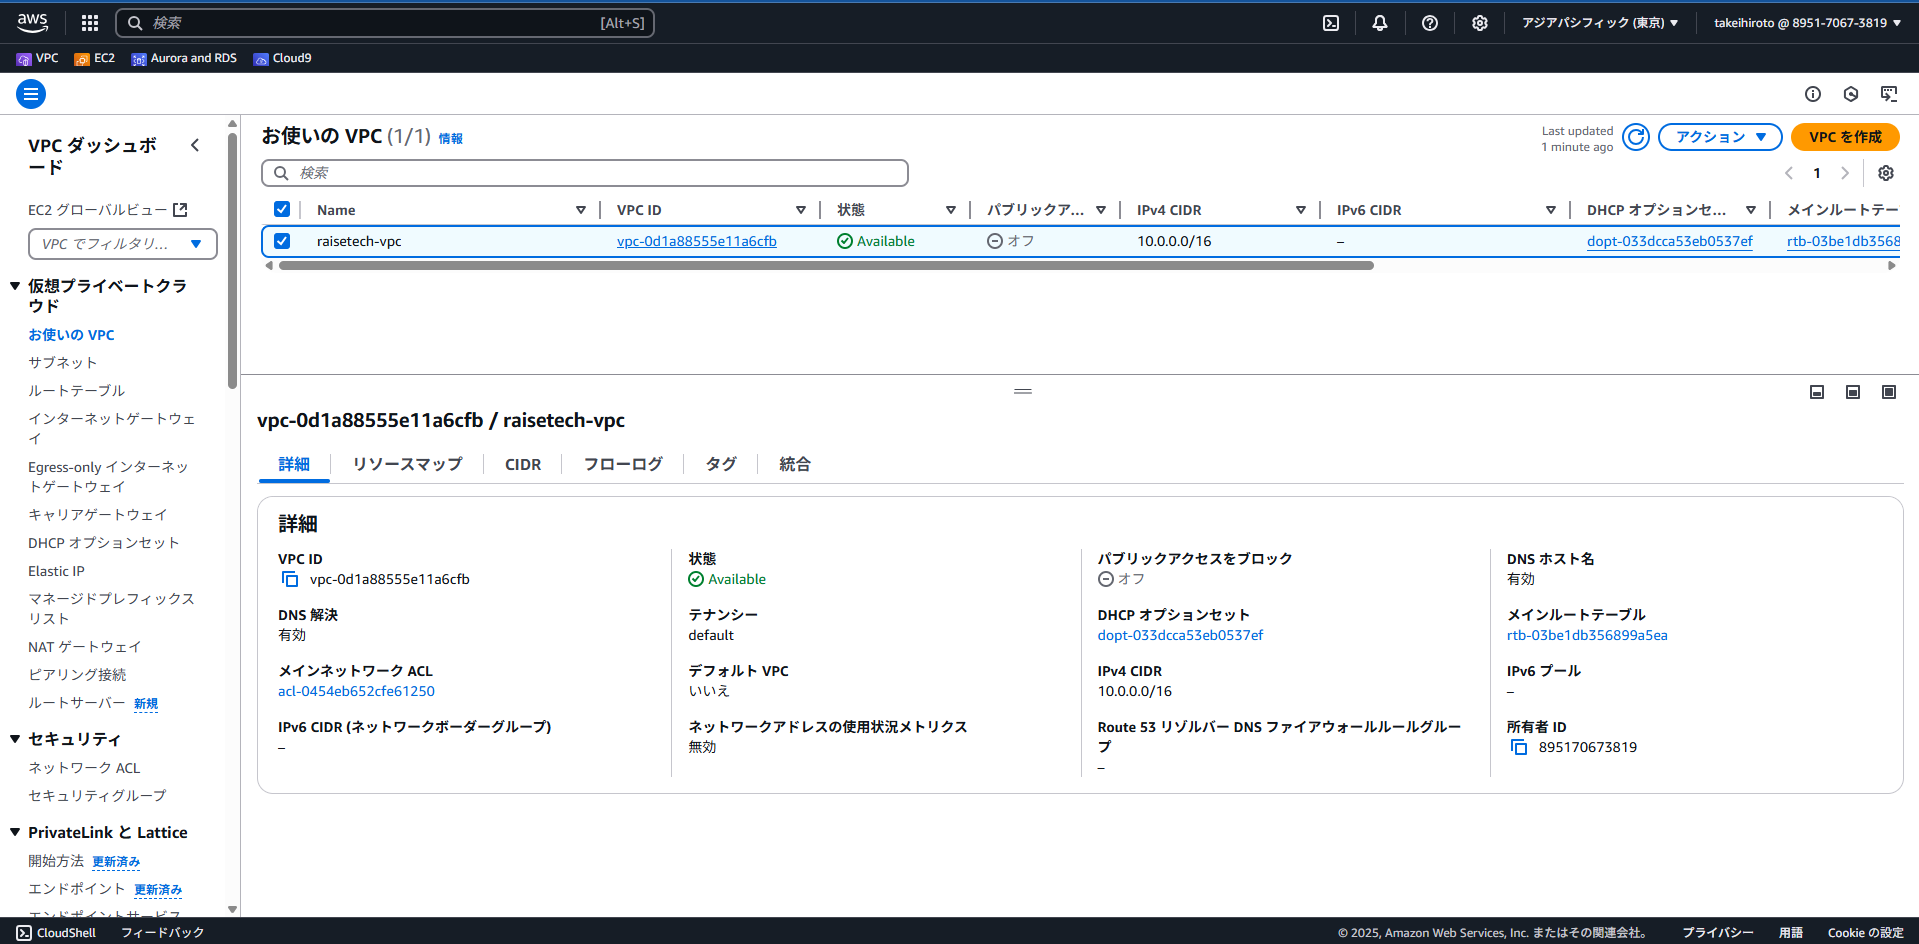 aws
検索 [Alt+S]
アジアパシフィック (東京) ▼
takeihiroto @ 8951-7067-3819 ▼
VPC EC2 Aurora and RDS Cloud9
VPC ダッシュボ
ード
EC2 グローバルビュー
VPC でフィルタリ... ▼
▼ 仮想プライベートクラ
ウド
お使いの VPC
サブネット
ルートテーブル
インターネットゲートウェ
イ
Egress-only インターネッ
トゲートウェイ
キャリアゲートウェイ
DHCP オプションセット
Elastic IP
マネージドプレフィックス
リスト
NAT ゲートウェイ
ピアリング接続
ルートサーバー 新規
▼ セキュリティ
ネットワーク ACL
セキュリティグループ
▼ PrivateLink と Lattice
開始方法 更新済み
エンドポイント 更新済み
エンドポイントサービス
お使いの VPC (1/1) 情報
Last updated
1 minute ago
アクション ▼
VPC を作成
検索
1
Name VPC ID 状態 パブリックア... IPv4 CIDR IPv6 CIDR DHCP オプションセ... メインルートテー
raisetech-vpc vpc-0d1a88555e11a6cfb Available オフ 10.0.0.0/16 – dopt-033dcca53eb0537ef rtb-03be1db3568
vpc-0d1a88555e11a6cfb / raisetech-vpc
詳細 リソースマップ CIDR フローログ タグ 統合
詳細
VPC ID
vpc-0d1a88555e11a6cfb
状態
Available
パブリックアクセスをブロック
オフ
DNS ホスト名
有効
DNS 解決
有効
テナンシー
default
DHCP オプションセット
dopt-033dcca53eb0537ef
メインルートテーブル
rtb-03be1db356899a5ea
メインネットワーク ACL
acl-0454eb652cfe61250
デフォルト VPC
いいえ
IPv4 CIDR
10.0.0.0/16
IPv6 プール
–
IPv6 CIDR (ネットワークボーダーグループ)
–
ネットワークアドレスの使用状況メトリクス
無効
Route 53 リゾルバー DNS ファイアウォールルールグルー
プ
–
所有者 ID
895170673819
CloudShell フィードバック
© 2025, Amazon Web Services, Inc. またはその関連会社。 プライバシー 用語 Cookie の設定